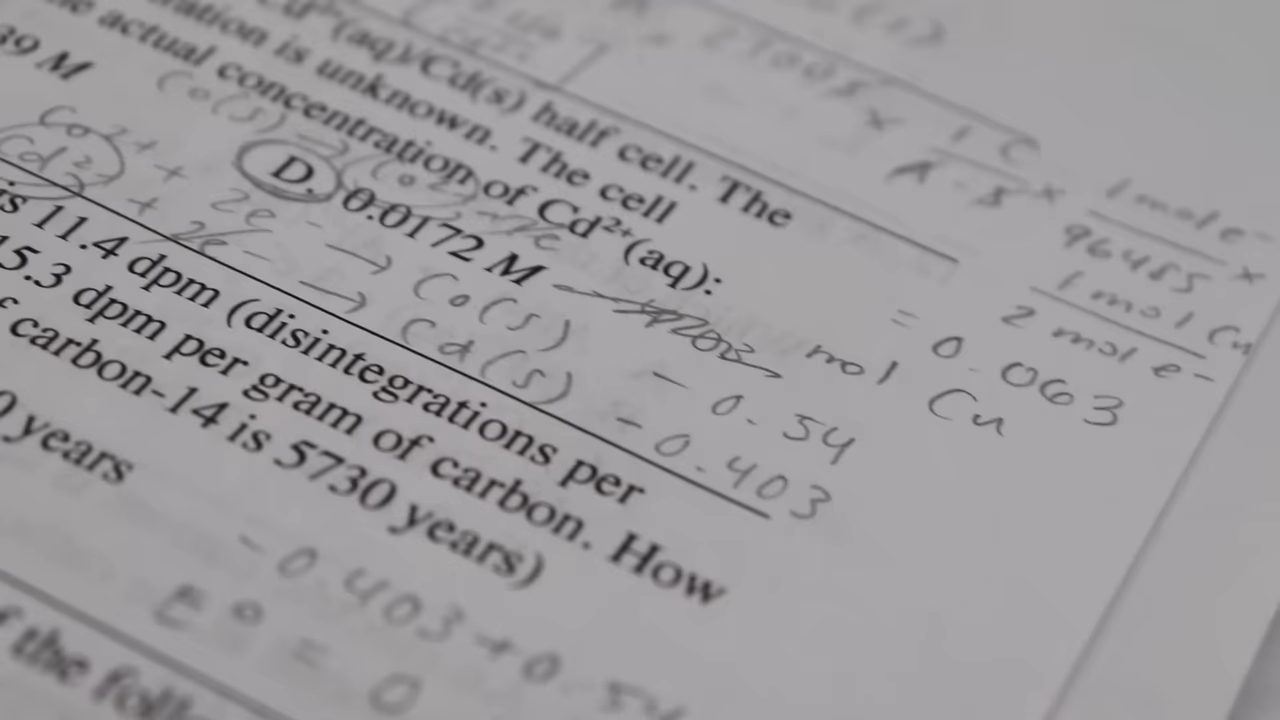 Cd²⁺(aq)/Cd(s) half cell. The
is unknown. The cell
actual concentration of Cd²⁺(aq):
39 M
D. 0.0172 M
Co(s) →
Co²⁺ + 2e⁻ → Co(s) - 0.54
Cd²⁺ + 2e⁻ → Cd(s) - 0.403
is 11.4 dpm (disintegrations per
15.3 dpm per gram of carbon. How
carbon-14 is 5730 years)
0 years
- 0.403 + 0.54
E° = 0
the
2700s × 1 C
A·s ×
1 mol e⁻
96485 ×
1 mol Cu
2 mol e⁻
= 0.063
mol Cu